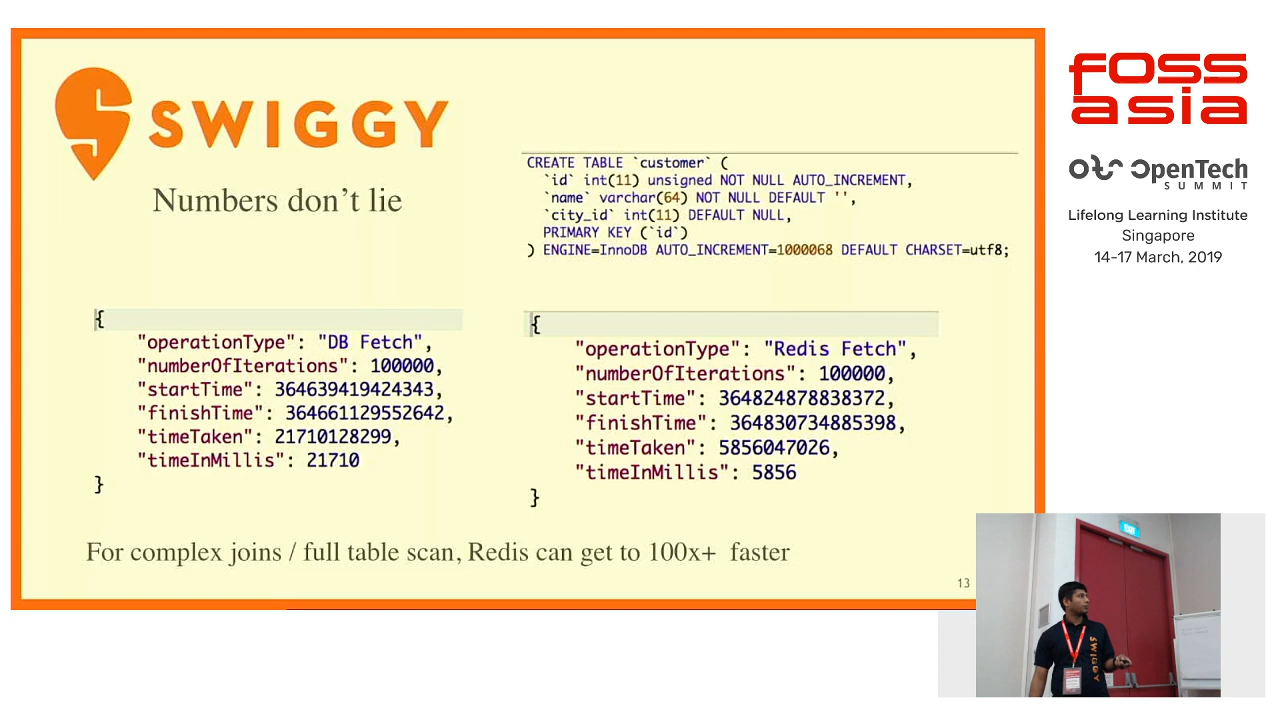 SWIGGY
Numbers don't lie
CREATE TABLE `customer` (
`id` int(11) unsigned NOT NULL AUTO_INCREMENT,
`name` varchar(64) NOT NULL DEFAULT '',
`city_id` int(11) DEFAULT NULL,
PRIMARY KEY (`id`)
) ENGINE=InnoDB AUTO_INCREMENT=1000068 DEFAULT CHARSET=utf8;
{
"operationType": "DB Fetch",
"numberOfIterations": 100000,
"startTime": 364639419424343,
"finishTime": 364661129552642,
"timeTaken": 21710128299,
"timeInMillis": 21710
}
{
"operationType": "Redis Fetch",
"numberOfIterations": 100000,
"startTime": 364824878838372,
"finishTime": 364830734885398,
"timeTaken": 5856047026,
"timeInMillis": 5856
}
For complex joins / full table scan, Redis can get to 100x+ faster
13
foss
asia
OpenTech
SUMMIT
Lifelong Learning Institute
Singapore
14-17 March, 2019
EXIT
SWIGGY